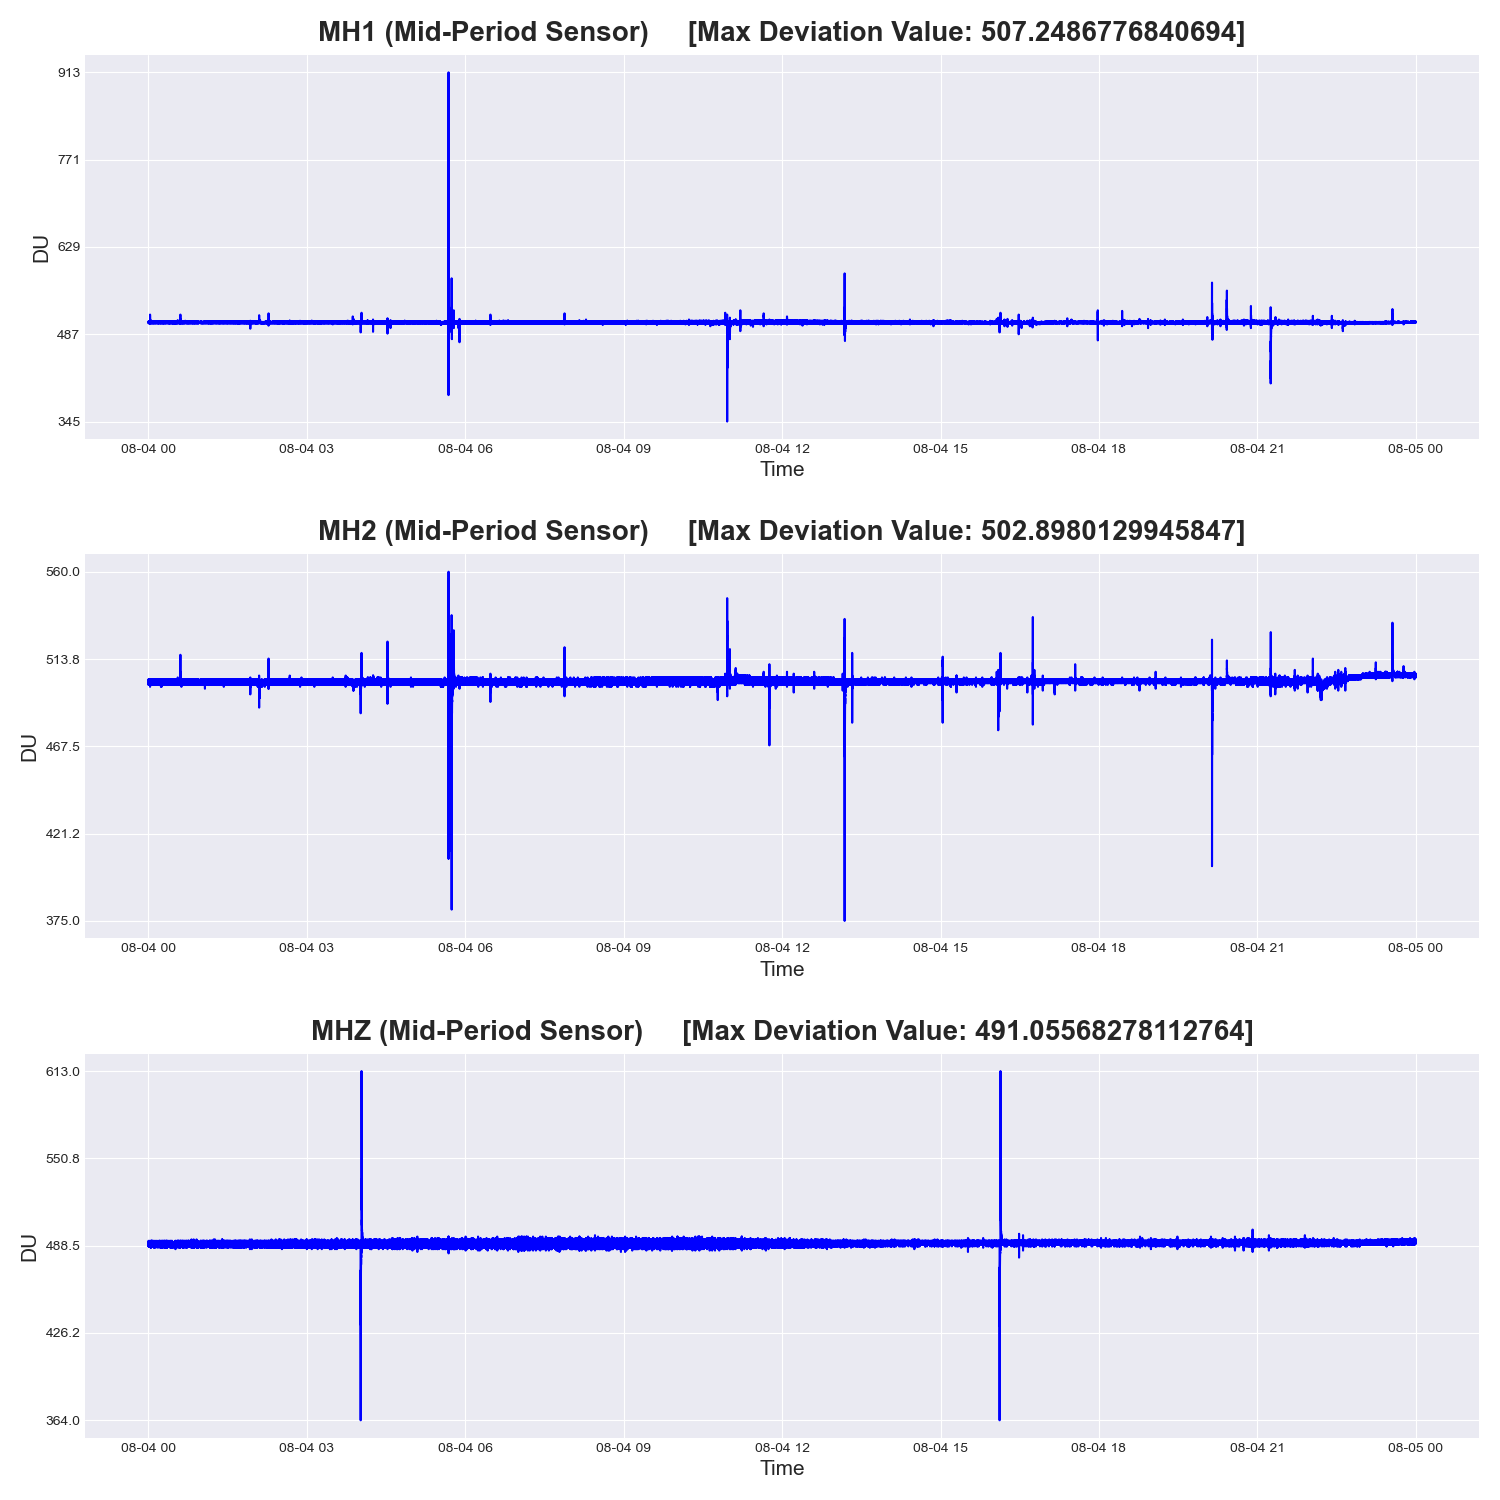 MH1 (Mid-Period Sensor) [Max Deviation Value: 507.2486776840694]
913
771
629
487
345
DU
08-04 00 08-04 03 08-04 06 08-04 09 08-04 12 08-04 15 08-04 18 08-04 21 08-05 00
Time
MH2 (Mid-Period Sensor) [Max Deviation Value: 502.8980129945847]
560.0
513.8
467.5
421.2
375.0
DU
08-04 00 08-04 03 08-04 06 08-04 09 08-04 12 08-04 15 08-04 18 08-04 21 08-05 00
Time
MHZ (Mid-Period Sensor) [Max Deviation Value: 491.05568278112764]
613.0
550.8
488.5
426.2
364.0
DU
08-04 00 08-04 03 08-04 06 08-04 09 08-04 12 08-04 15 08-04 18 08-04 21 08-05 00
Time